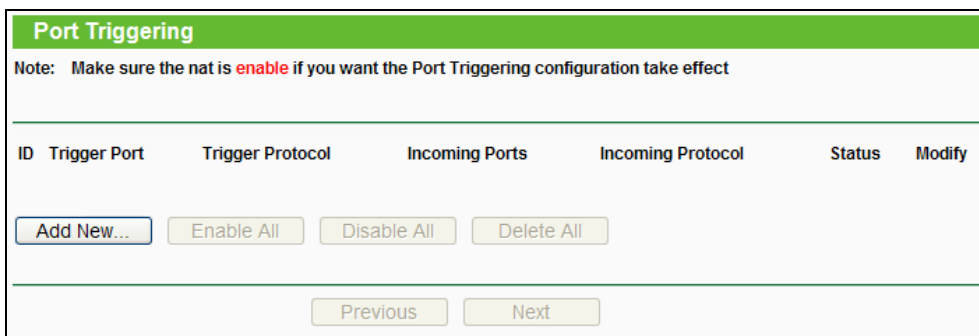 Port Triggering
Note: Make sure the nat is enable if you want the Port Triggering configuration take effect
ID Trigger Port Trigger Protocol Incoming Ports Incoming Protocol Status Modify
Add New... Enable All Disable All Delete All
Previous Next